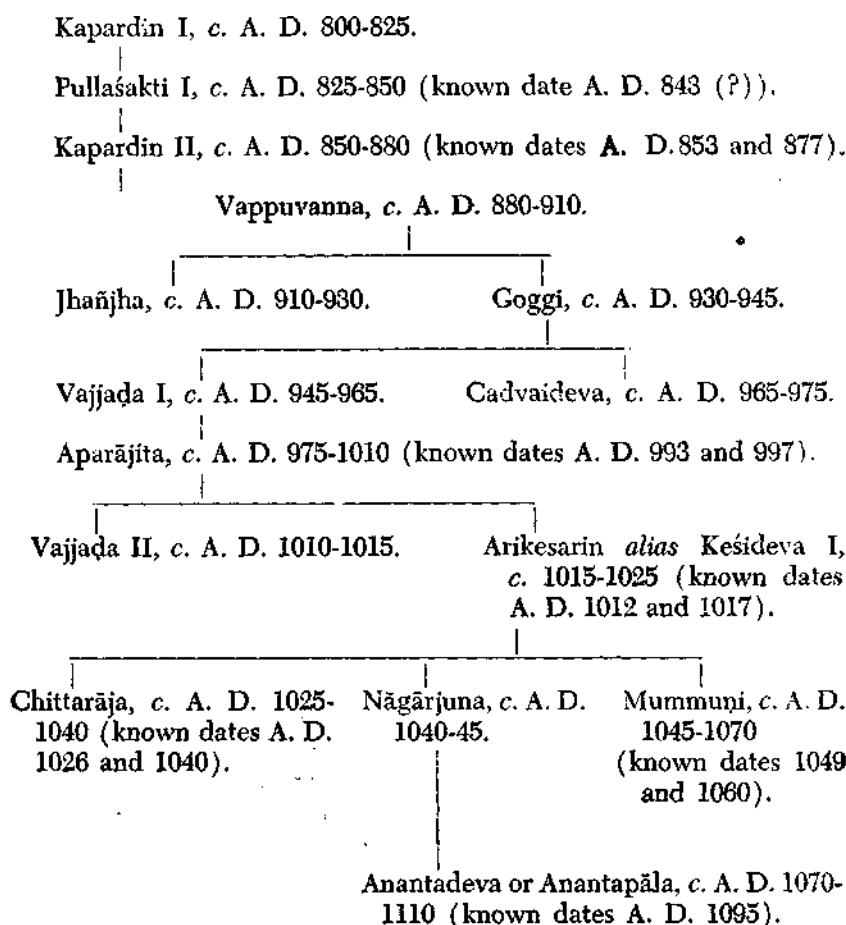 Kapardin I, c. A. D. 800-825.
Pullaśakti I, c. A. D. 825-850 (known date A. D. 843 (?)).
Kapardin II, c. A. D. 850-880 (known dates A. D. 853 and 877).
Vappuvanna, c. A. D. 880-910.
Jhañjha, c. A. D. 910-930. Goggi, c. A. D. 930-945.
Vajjaḍa I, c. A. D. 945-965. Cadvaideva, c. A. D. 965-975.
Aparājita, c. A. D. 975-1010 (known dates A. D. 993 and 997).
Vajjaḍa II, c. A. D. 1010-1015.
Arikesarin alias Keśideva I,
c. 1015-1025 (known dates
A. D. 1012 and 1017).
Chittarāja, c. A. D. 1025-
1040 (known dates A. D.
1026 and 1040).
Nāgārjuna, c. A. D.
1040-45.
Mummuṇi, c. A. D.
1045-1070
(known dates 1049
and 1060).
Anantadeva or Anantapāla, c. A. D. 1070-
1110 (known dates A. D. 1095).